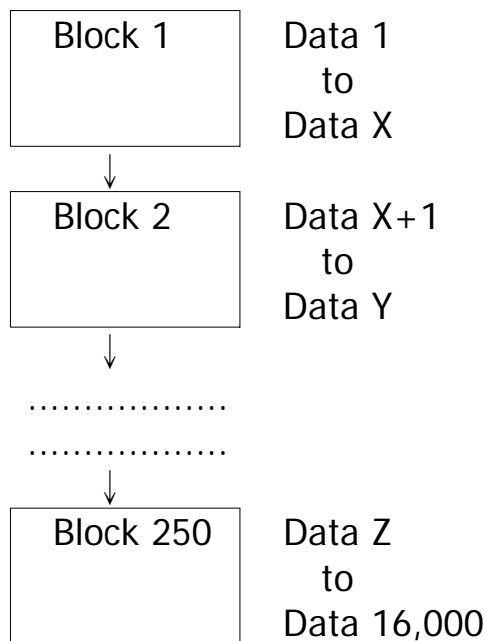 Block 1
Data 1
to
Data X
Block 2
Data X+1
to
Data Y
..................
..................
Block 250
Data Z
to
Data 16,000